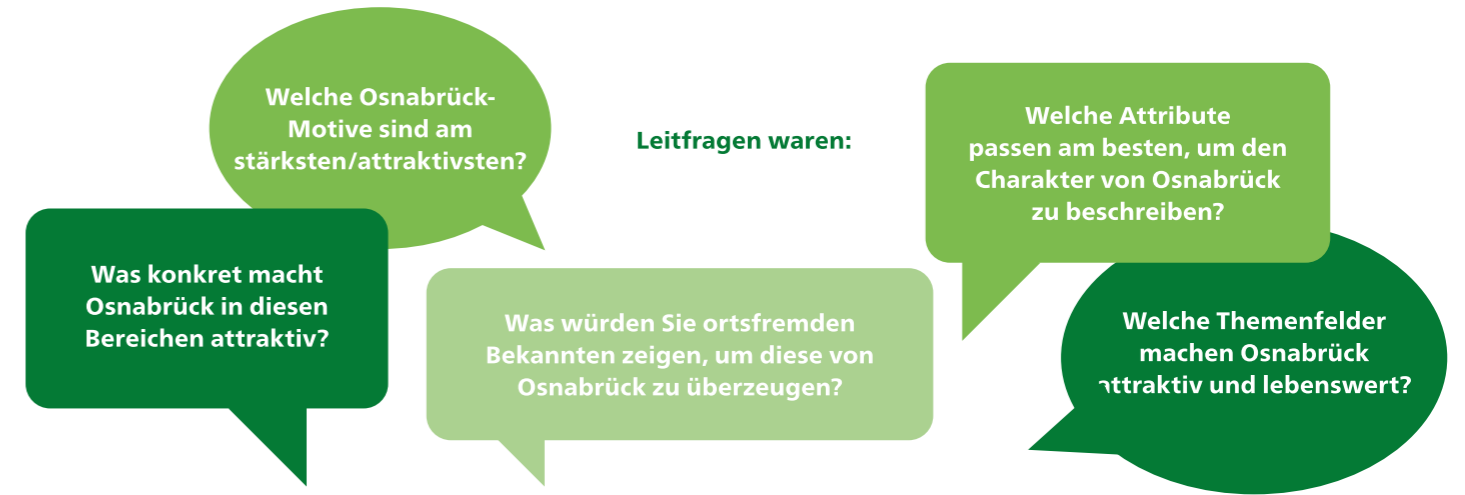 Welche Osnabrück-
Motive sind am
stärksten/attraktivsten?
Leitfragen waren:
Welche Attribute
passen am besten, um den
Charakter von Osnabrück
zu beschreiben?
Was konkret macht
Osnabrück in diesen
Bereichen attraktiv?
Was würden Sie ortsfremden
Bekannten zeigen, um diese von
Osnabrück zu überzeugen?
Welche Themenfelder
machen Osnabrück
attraktiv und lebenswert?